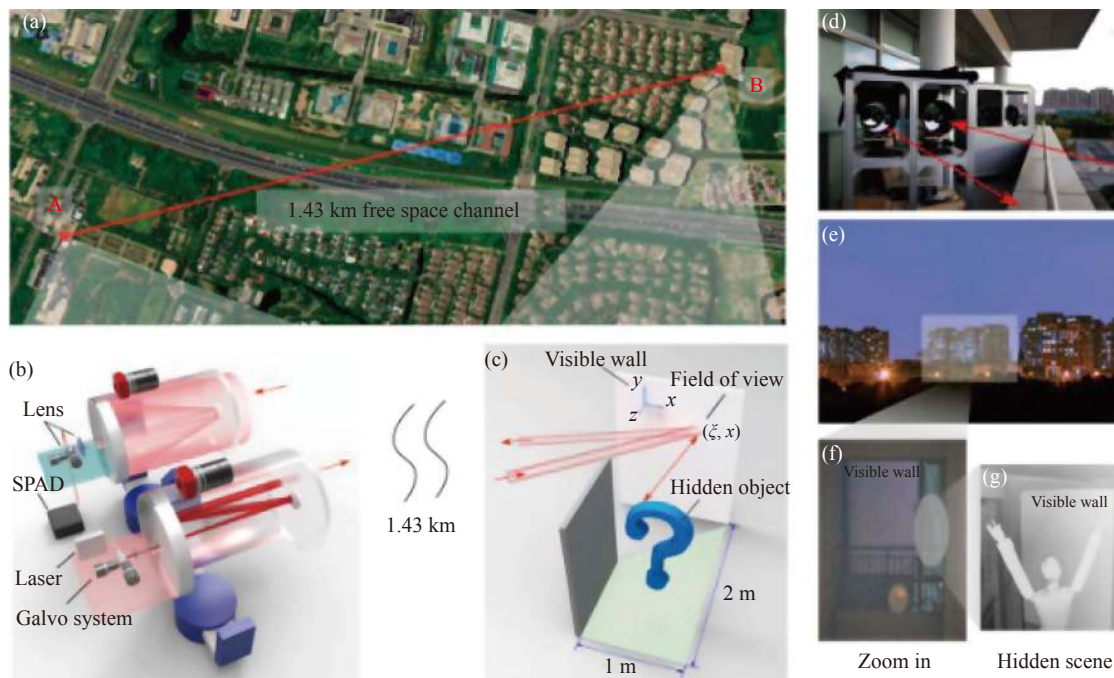 (a)
B
A
1.43 km free space channel
(b)
Lens
SPAD
Laser
Galvo system
1.43 km
(c)
Visible wall
y
Field of view
x
z
(ξ, x)
Hidden object
2 m
1 m
(d)
(e)
(f)
Visible wall
(g)
Visible wall
Zoom in
Hidden scene